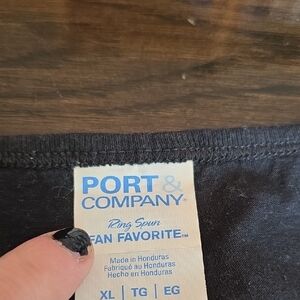 PORT &
COMPANY®
Ring Spun
FAN FAVORITE™
Made in Honduras
Fabriqué au Honduras
Hecho en Honduras
XL | TG | EG